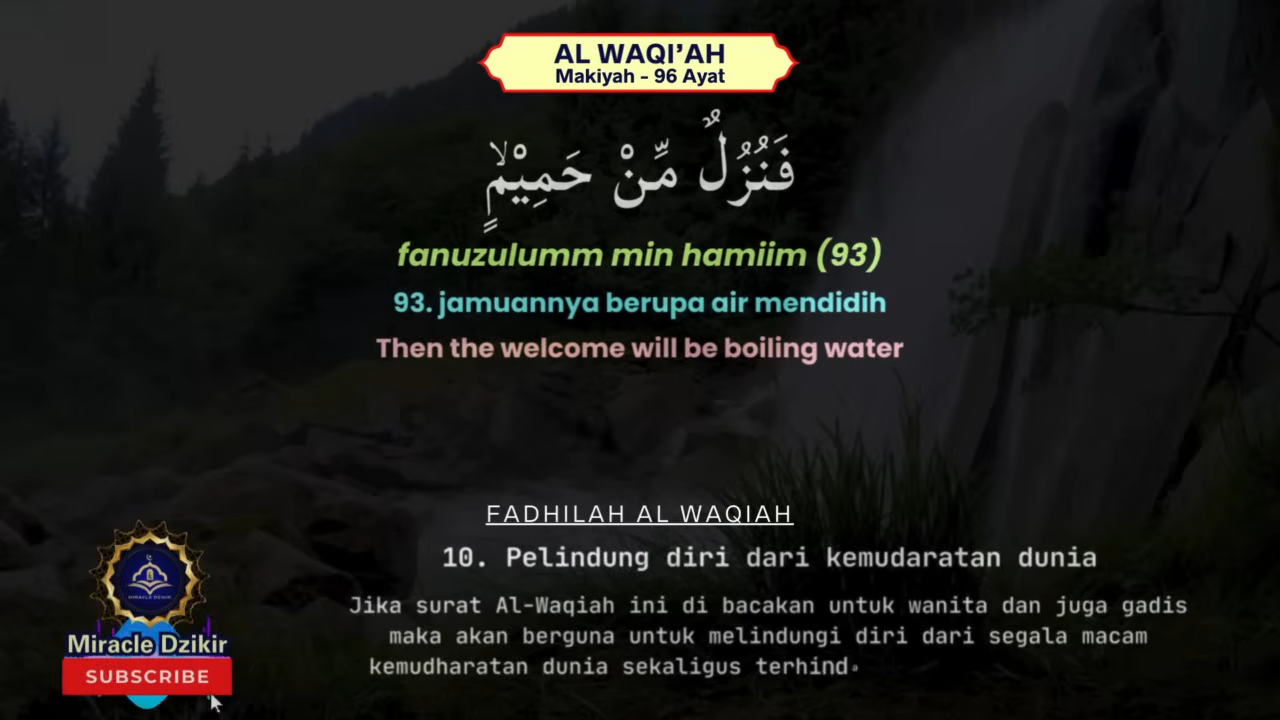 AL WAQI’AH
Makiyah - 96 Ayat
فَنُزُلٌ مِّنْ حَمِيْمٍۙ
fanuzulumm min hamiim (93)
93. jamuannya berupa air mendidih
Then the welcome will be boiling water
FADHILAH AL WAQIAH
10. Pelindung diri dari kemudaratan dunia
Jika surat Al-Waqiah ini di bacakan untuk wanita dan juga gadis
maka akan berguna untuk melindungi diri dari segala macam
kemudharatan dunia sekaligus terhind
MIRACLE DZIKIR
Miracle Dzikir
SUBSCRIBE